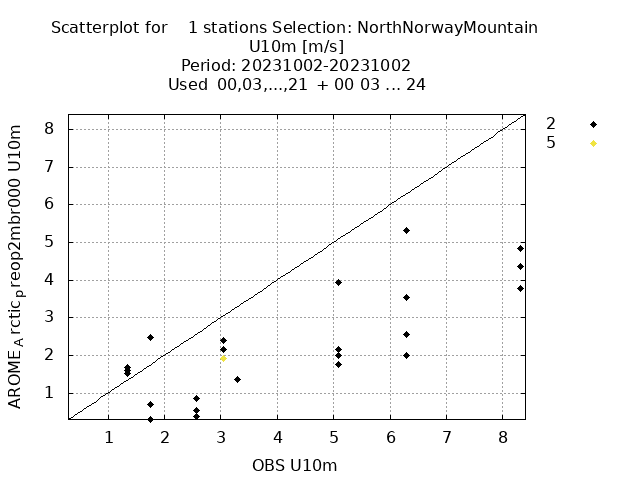 Scatterplot for 1 stations Selection: NorthNorwayMountain
U10m [m/s]
Period: 20231002-20231002
Used 00,03,...,21 + 00 03 ... 24
2
5
AROME_Arctic_preop2mbr000 U10m
8
7
6
5
4
3
2
1
1 2 3 4 5 6 7 8
OBS U10m